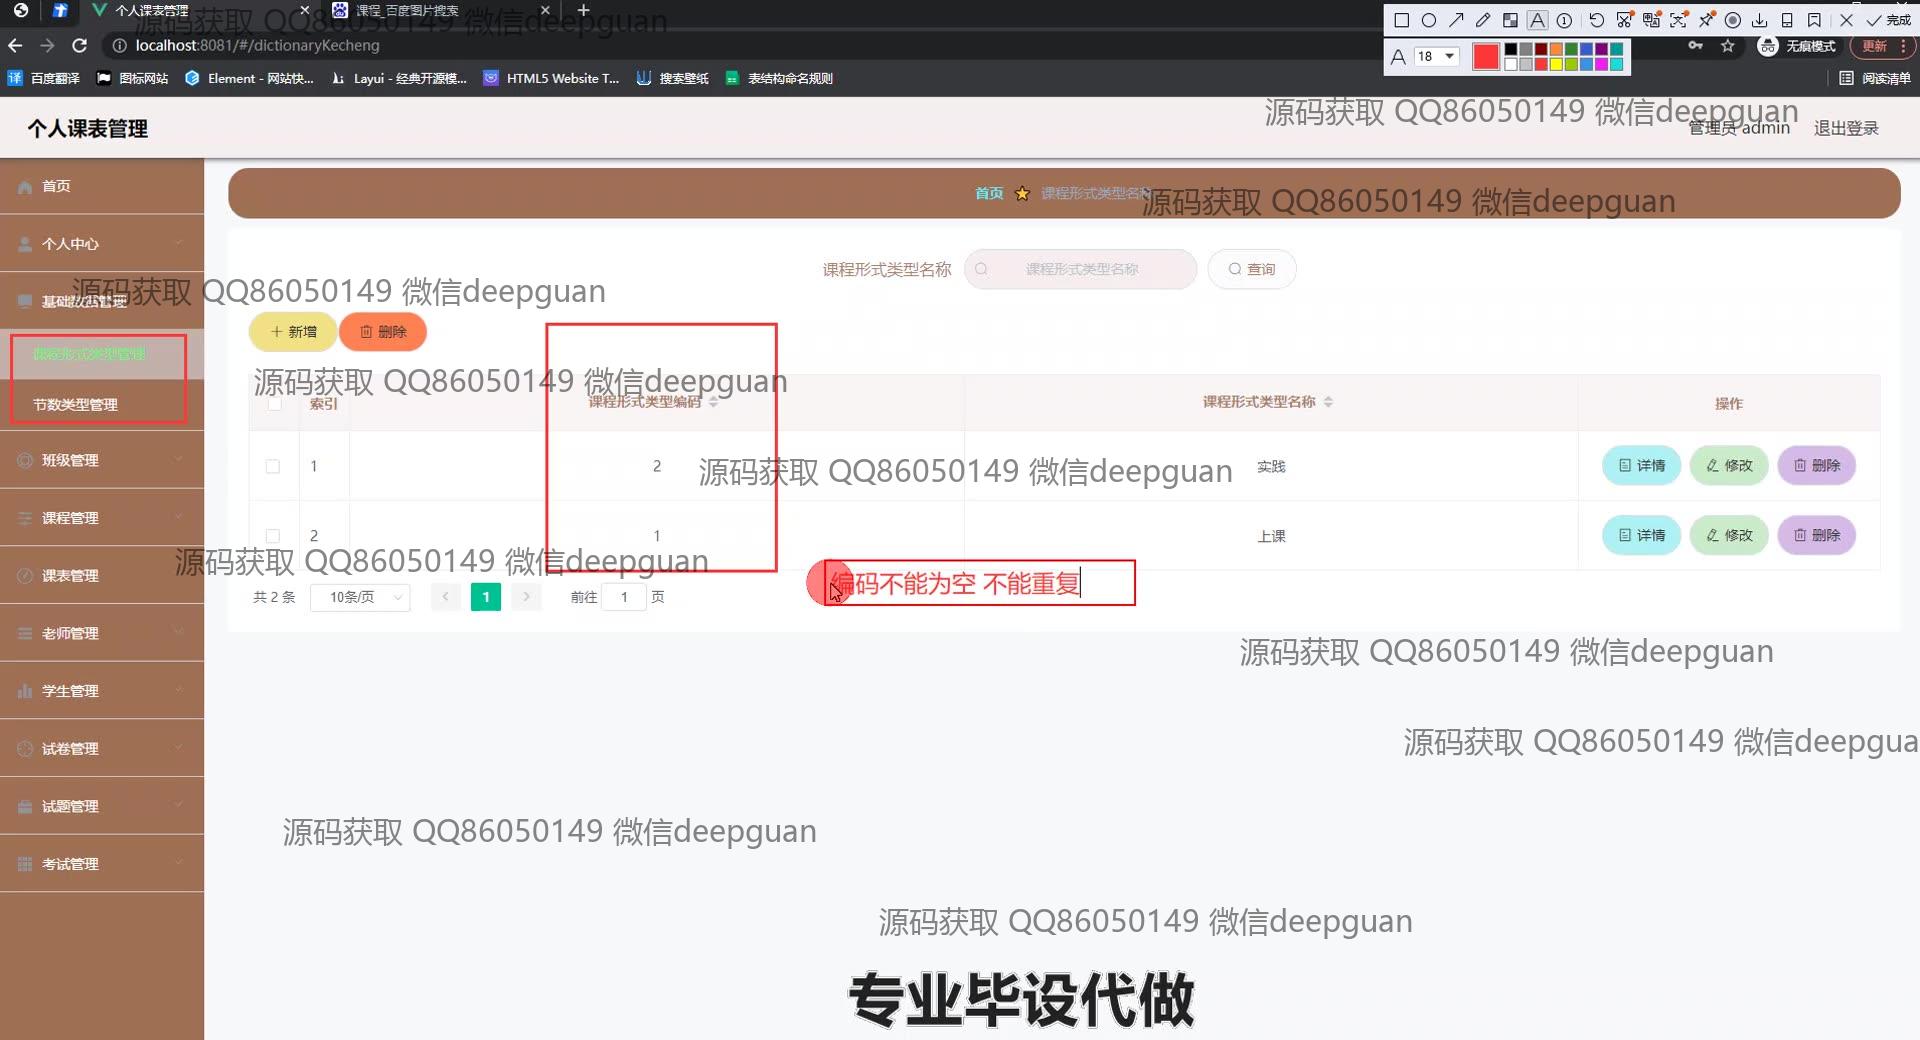 个人课表管理
课程_百度图片搜索
源码获取 QQ86050149 微信deepguan
localhost:8081/#/dictionaryKecheng
18
完成
无痕模式
更新
百度翻译
图标网站
Element - 网站快...
Layui - 经典开源模...
HTML5 Website T...
搜索壁纸
表结构命名规则
阅读清单
源码获取 QQ86050149 微信deepguan
个人课表管理
管理员 admin
退出登录
首页
首页
课程形式类型名称
源码获取 QQ86050149 微信deepguan
个人中心
课程形式类型名称
课程形式类型名称
查询
基础数据管理
源码获取 QQ86050149 微信deepguan
新增
删除
课程形式类型管理
源码获取 QQ86050149 微信deepguan
节数类型管理
索引
课程形式类型编码
课程形式类型名称
操作
班级管理
1
2
实践
详情
修改
删除
源码获取 QQ86050149 微信deepguan
课程管理
2
1
上课
详情
修改
删除
源码获取 QQ86050149 微信deepguan
课表管理
编码不能为空 不能重复
共 2 条
10条/页
1
前往
1
页
老师管理
源码获取 QQ86050149 微信deepguan
学生管理
试卷管理
源码获取 QQ86050149 微信deepgua
试题管理
源码获取 QQ86050149 微信deepguan
考试管理
源码获取 QQ86050149 微信deepguan
专业毕设代做